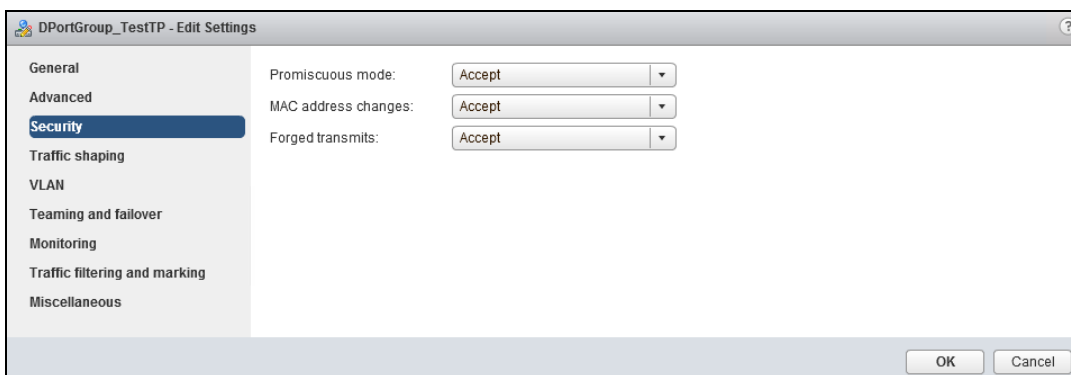 DPortGroup_TestTP - Edit Settings
?
General
Advanced
Security
Traffic shaping
VLAN
Teaming and failover
Monitoring
Traffic filtering and marking
Miscellaneous
Promiscuous mode: Accept
MAC address changes: Accept
Forged transmits: Accept
OK Cancel